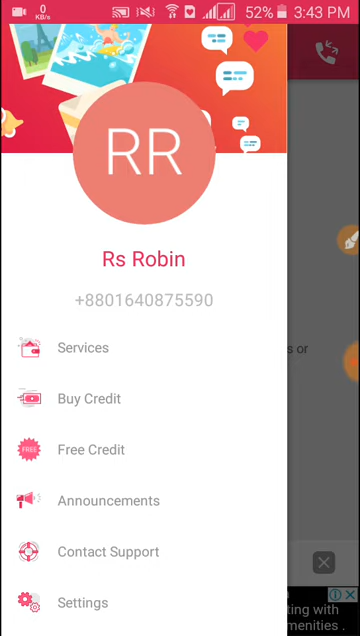 0
KB/s
52% 3:43 PM
RR
Rs Robin
+8801640875590
s or
Services
Buy Credit
Free Credit
FREE
Announcements
Contact Support
Settings
ting with
menities .